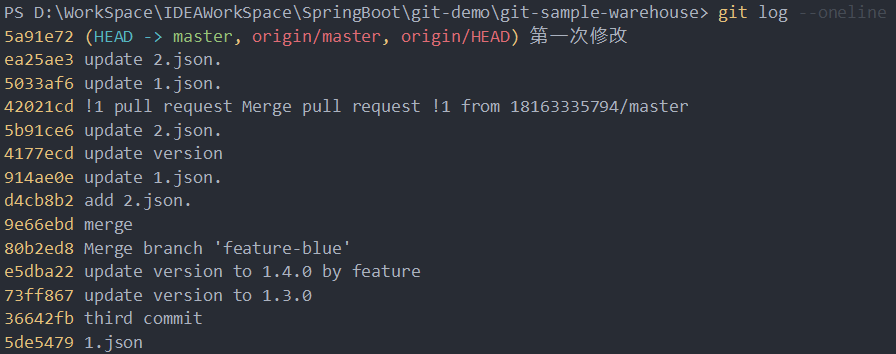 PS D:\WorkSpace\IDEAWorkSpace\SpringBoot\git-demo\git-sample-warehouse> git log --oneline
5a91e72 (HEAD -> master, origin/master, origin/HEAD) 第一次修改
ea25ae3 update 2.json.
5033af6 update 1.json.
42021cd !1 pull request Merge pull request !1 from 18163335794/master
5b91ce6 update 2.json.
4177ecd update version
914ae0e update 1.json.
d4cb8b2 add 2.json.
9e66ebd merge
80b2ed8 Merge branch 'feature-blue'
e5dba22 update version to 1.4.0 by feature
73ff867 update version to 1.3.0
36642fb third commit
5de5479 1.json